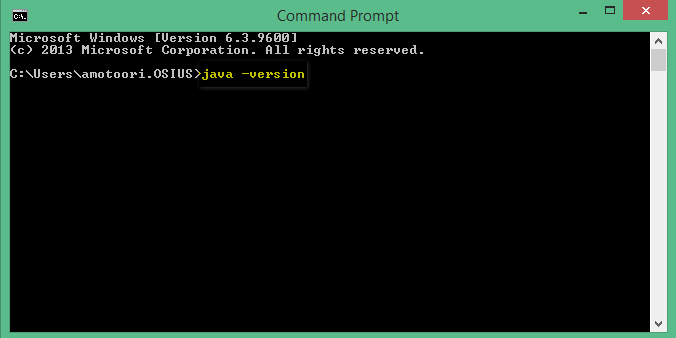 Command Prompt
Microsoft Windows [Version 6.3.9600]
(c) 2013 Microsoft Corporation. All rights reserved.
C:\Users\amotoori.OSIUS>java -version